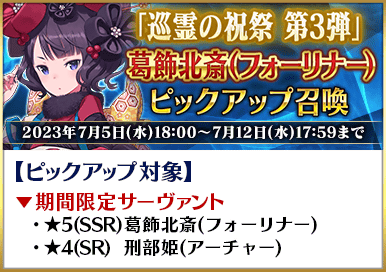 「巡霊の祝祭 第3弾」
葛飾北斎(フォーリナー)
ピックアップ召喚
2023年7月5日(水)18:00～7月12日(水)17:59まで
【ピックアップ対象】
▼期間限定サーヴァント
・★5(SSR)葛飾北斎(フォーリナー)
・★4(SR) 刑部姫(アーチャー)